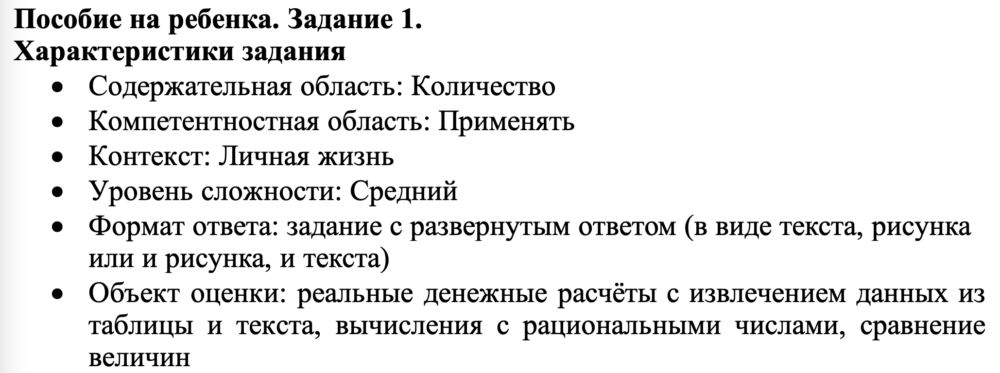 Пособие на ребенка. Задание 1.
Характеристики задания
• Содержательная область: Количество
• Компетентностная область: Применять
• Контекст: Личная жизнь
• Уровень сложности: Средний
• Формат ответа: задание с развернутым ответом (в виде текста, рисунка
или и рисунка, и текста)
• Объект оценки: реальные денежные расчёты с извлечением данных из
таблицы и текста, вычисления с рациональными числами, сравнение
величин